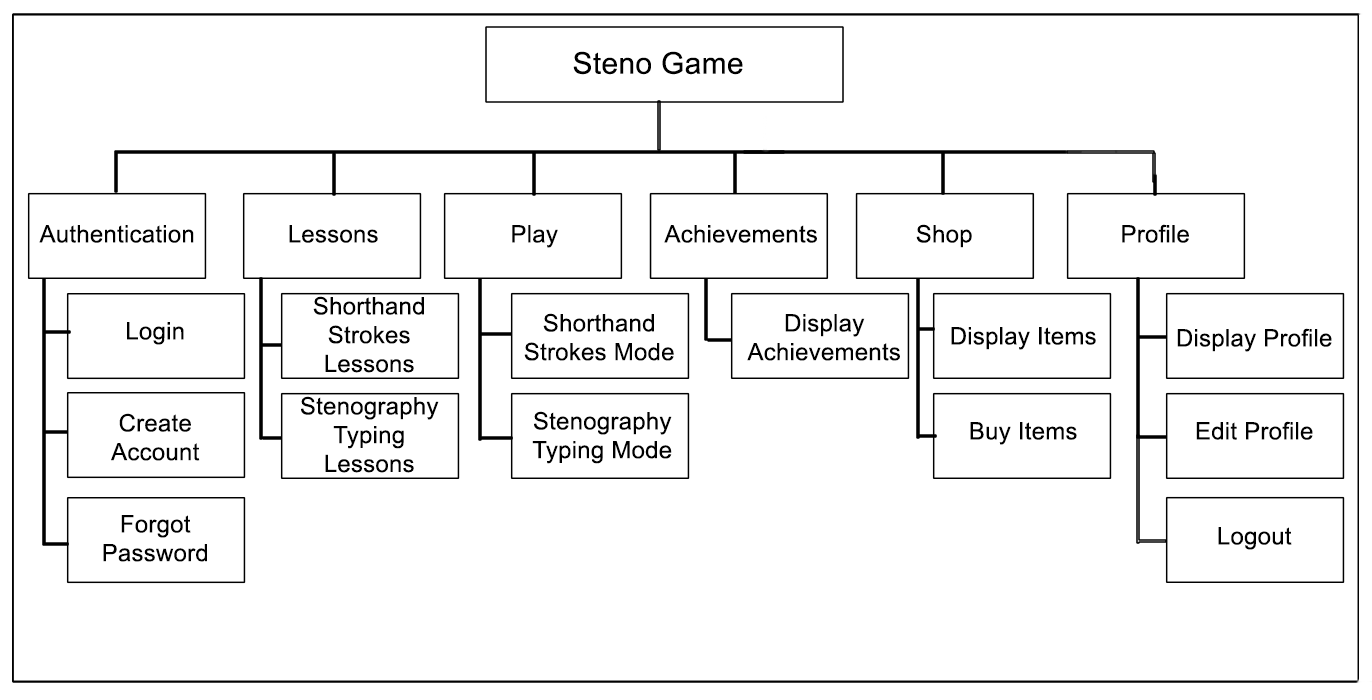 Steno Game
Authentication
Lessons
Play
Achievements
Shop
Profile
Login
Create
Account
Forgot
Password
Shorthand
Strokes
Lessons
Stenography
Typing
Lessons
Shorthand
Strokes Mode
Stenography
Typing Mode
Display
Achievements
Display Items
Buy Items
Display Profile
Edit Profile
Logout